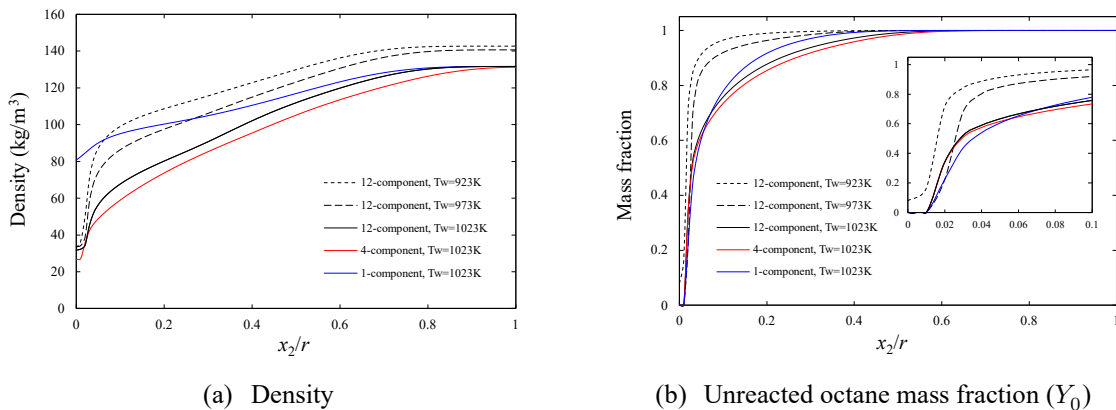 160
140
120
100
80
60
40
20
0
Density (kg/m³)
12-component, Tw=923K
12-component, Tw=973K
12-component, Tw=1023K
4-component, Tw=1023K
1-component, Tw=1023K
0 0.2 0.4 0.6 0.8 1
x₂/r
(a) Density
1
0.8
0.6
0.4
0.2
0
Mass fraction
1
0.8
0.6
0.4
0.2
0
0 0.02 0.04 0.06 0.08 0.1
12-component, Tw=923K
12-component, Tw=973K
12-component, Tw=1023K
4-component, Tw=1023K
1-component, Tw=1023K
0 0.2 0.4 0.6 0.8 1
x₂/r
(b) Unreacted octane mass fraction (Y₀)